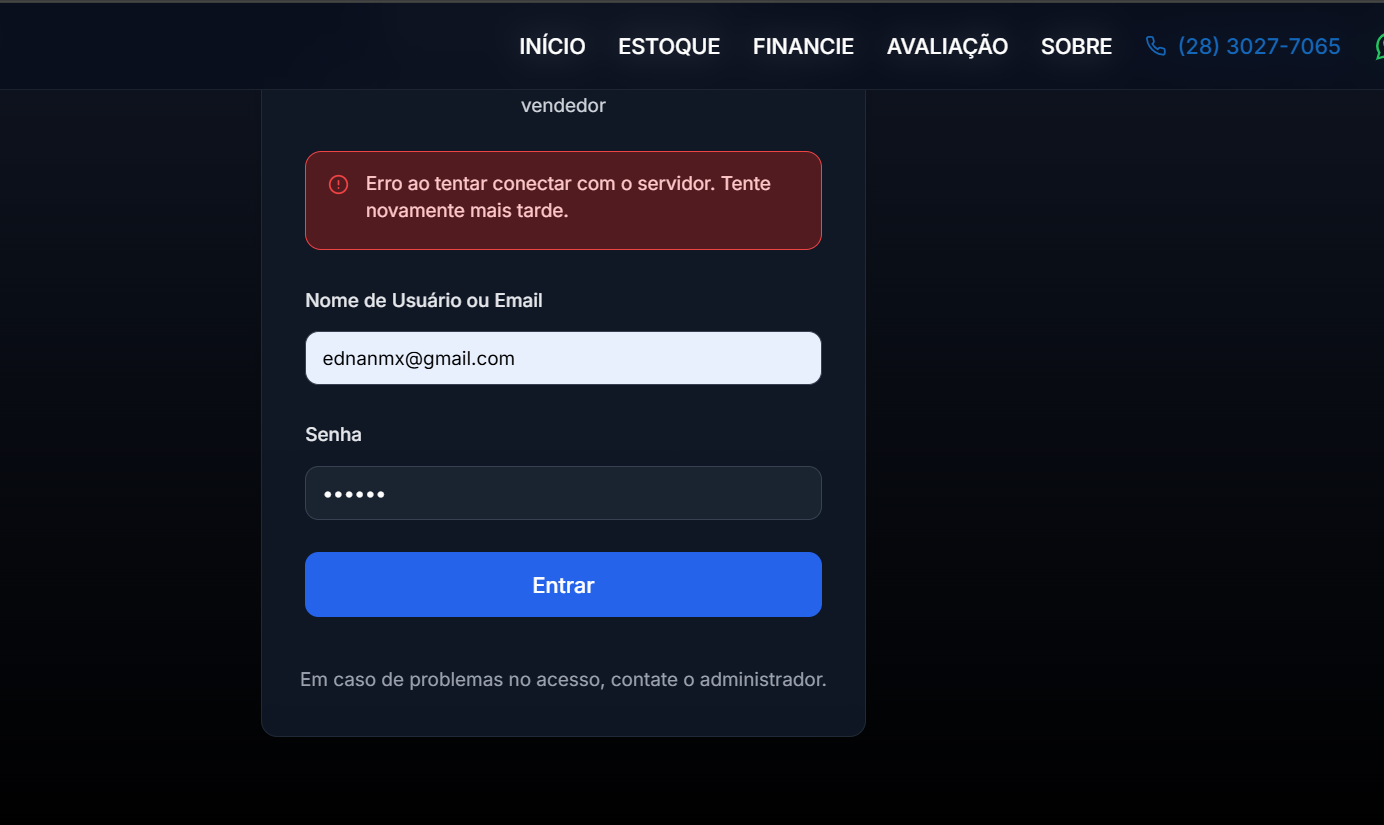 INÍCIO ESTOQUE FINANCIE AVALIAÇÃO SOBRE (28) 3027-7065
vendedor
Erro ao tentar conectar com o servidor. Tente
novamente mais tarde.
Nome de Usuário ou Email
ednanmx@gmail.com
Senha
••••••
Entrar
Em caso de problemas no acesso, contate o administrador.